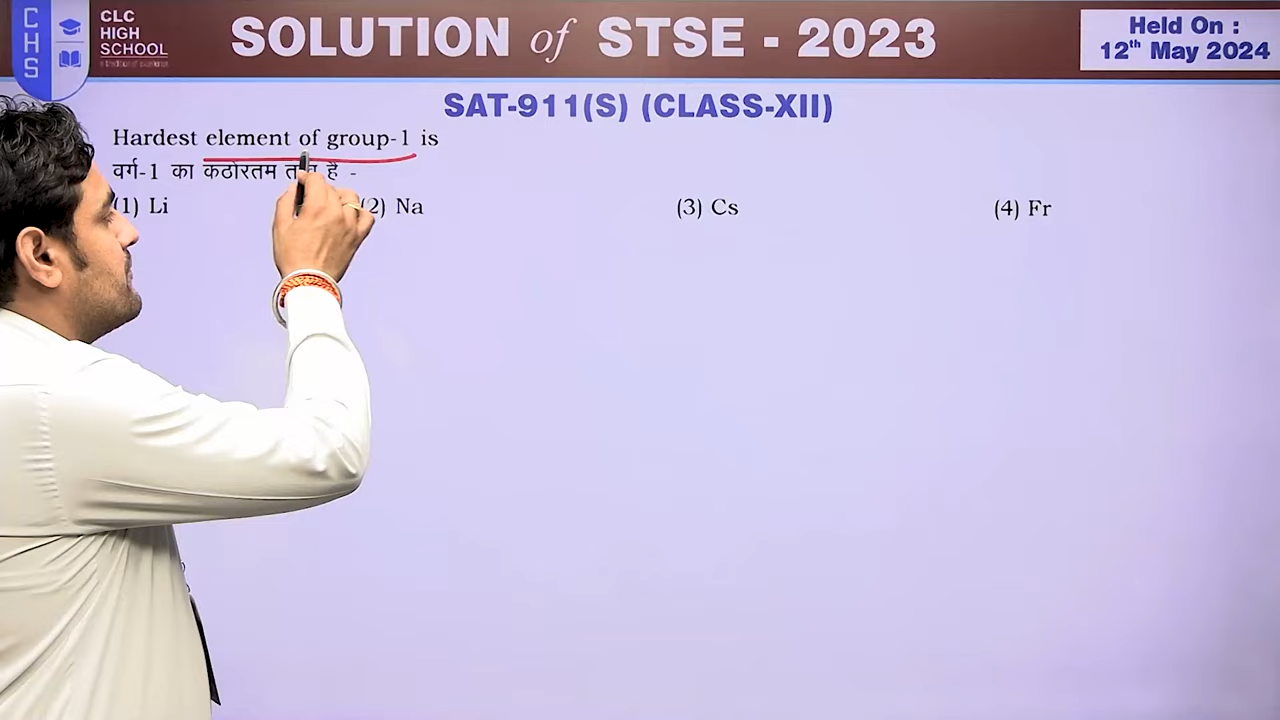 CHS
CLC
HIGH
SCHOOL
SOLUTION of STSE - 2023
Held On :
12th May 2024
SAT-911(S) (CLASS-XII)
Hardest element of group-1 is
वर्ग-1 का कठोरतम है -
(1) Li (2) Na (3) Cs (4) Fr